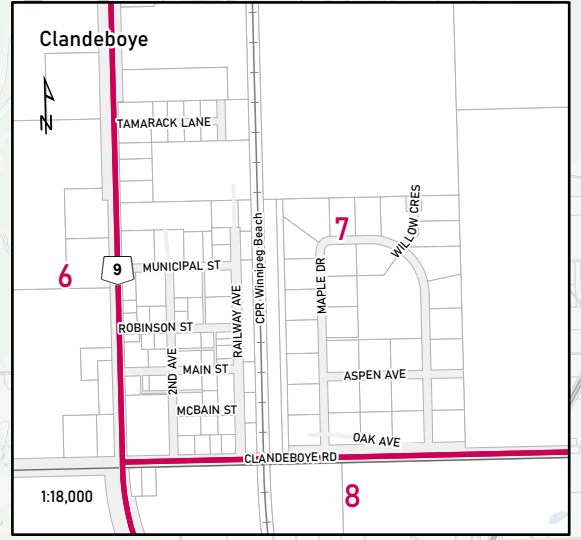 Clandeboye
N
TAMARACK LANE
WILLOW CRES
7
CPR Winnipeg Beach
6
9
MUNICIPAL ST
MAPLE DR
RAILWAY AVE
ROBINSON ST
2ND AVE
MAIN ST
ASPEN AVE
MCBAIN ST
OAK AVE
CLANDEBOYE RD
1:18,000
8